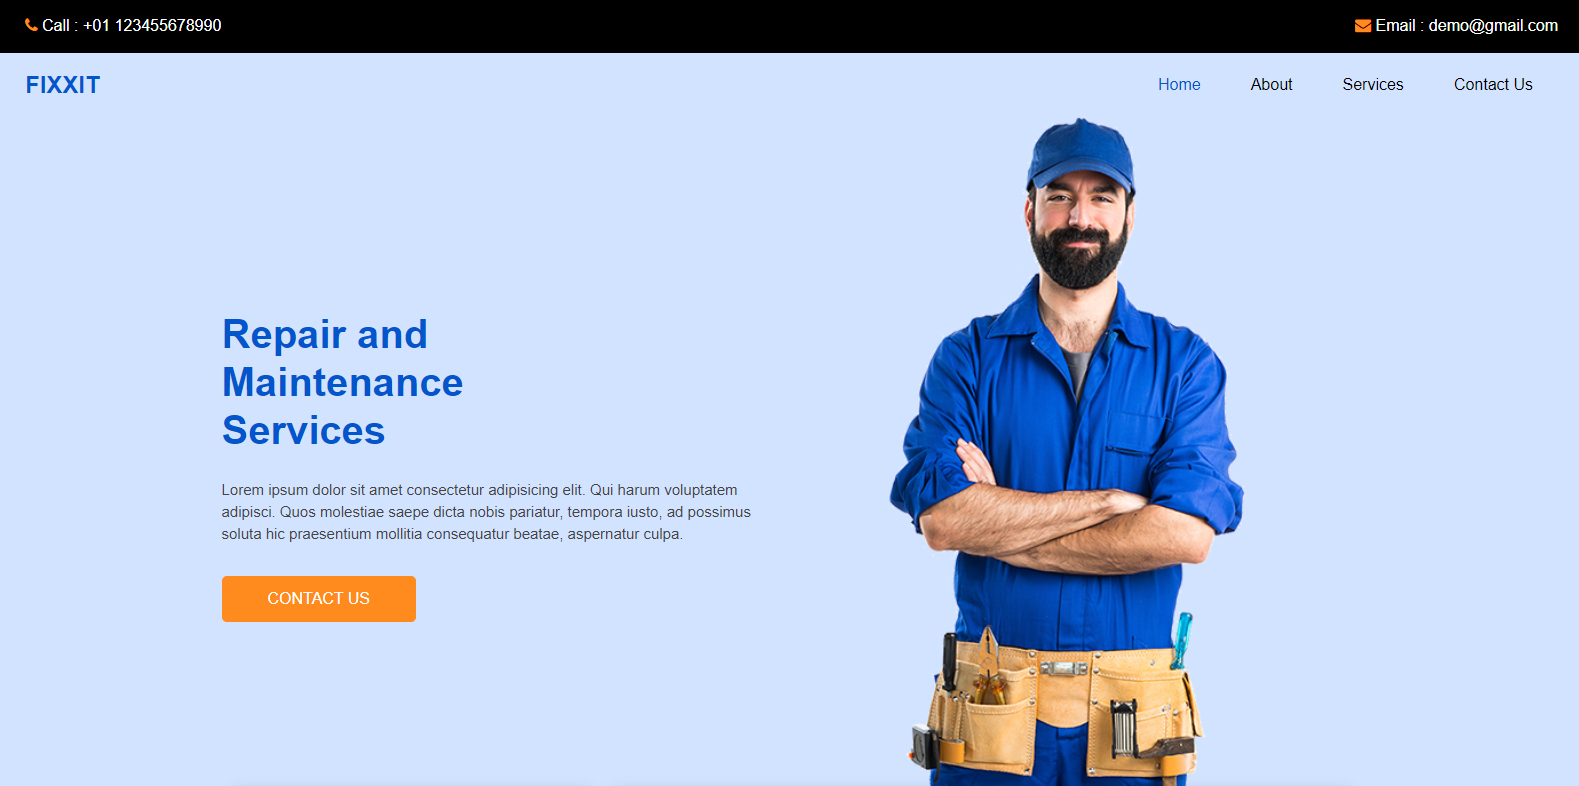 Call : +01 123455678990
Email : demo@gmail.com
FIXXIT
Home
About
Services
Contact Us
Repair and
Maintenance
Services
Lorem ipsum dolor sit amet consectetur adipisicing elit. Qui harum voluptatem
adipisci. Quos molestiae saepe dicta nobis pariatur, tempora iusto, ad possimus
soluta hic praesentium mollitia consequatur beatae, aspernatur culpa.
CONTACT US